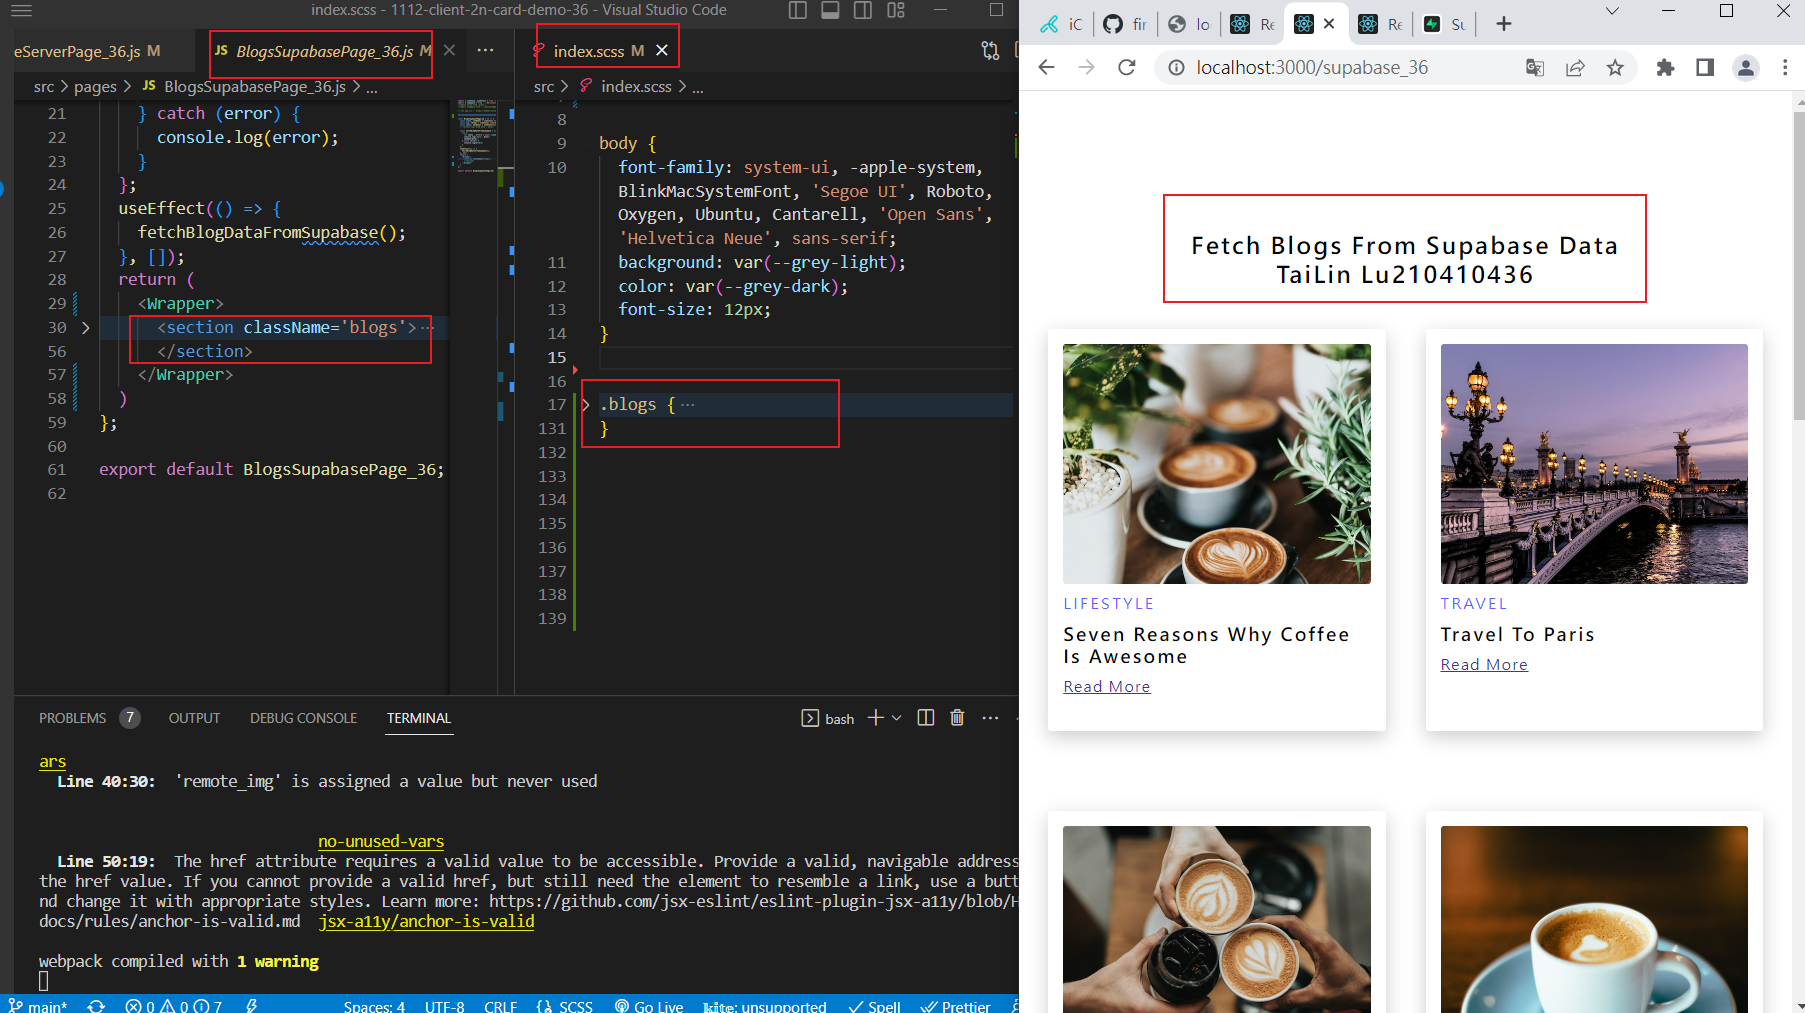 index.scss - 1112-client-2n-card-demo-36 - Visual Studio Code
eServerPage_36.js M
JS BlogsSupabasePage_36.js M
src > pages > JS BlogsSupabasePage_36.js > ...
21 } catch (error) {
22 console.log(error);
23 }
24 };
25 useEffect(() => {
26 fetchBlogDataFromSupabase();
27 }, []);
28 return (
29 <Wrapper>
30 <section className='blogs'> ...
56 </section>
57 </Wrapper>
58 )
59 };
60
61 export default BlogsSupabasePage_36;
62
index.scss M
src > index.scss > ...
8
9 body {
10 font-family: system-ui, -apple-system,
BlinkMacSystemFont, 'Segoe UI', Roboto,
Oxygen, Ubuntu, Cantarell, 'Open Sans',
'Helvetica Neue', sans-serif;
11 background: var(--grey-light);
12 color: var(--grey-dark);
13 font-size: 12px;
14 }
15
16
17 .blogs { ...
131 }
132
133
134
135
136
137
138
139
PROBLEMS 7 OUTPUT DEBUG CONSOLE TERMINAL
bash
ars
Line 40:30: 'remote_img' is assigned a value but never used
no-unused-vars
Line 50:19: The href attribute requires a valid value to be accessible. Provide a valid, navigable address
the href value. If you cannot provide a valid href, but still need the element to resemble a link, use a butt
nd change it with appropriate styles. Learn more: https://github.com/jsx-eslint/eslint-plugin-jsx-a11y/blob/H
docs/rules/anchor-is-valid.md jsx-a11y/anchor-is-valid
webpack compiled with 1 warning
main* 0 0 7 Spaces: 4 UTF-8 CRLF {} SCSS Go Live kite: unsupported Spell Prettier
iC fir lo Re Re Su
localhost:3000/supabase_36
Fetch Blogs From Supabase Data
TaiLin Lu210410436
LIFESTYLE
Seven Reasons Why Coffee
Is Awesome
Read More
TRAVEL
Travel To Paris
Read More